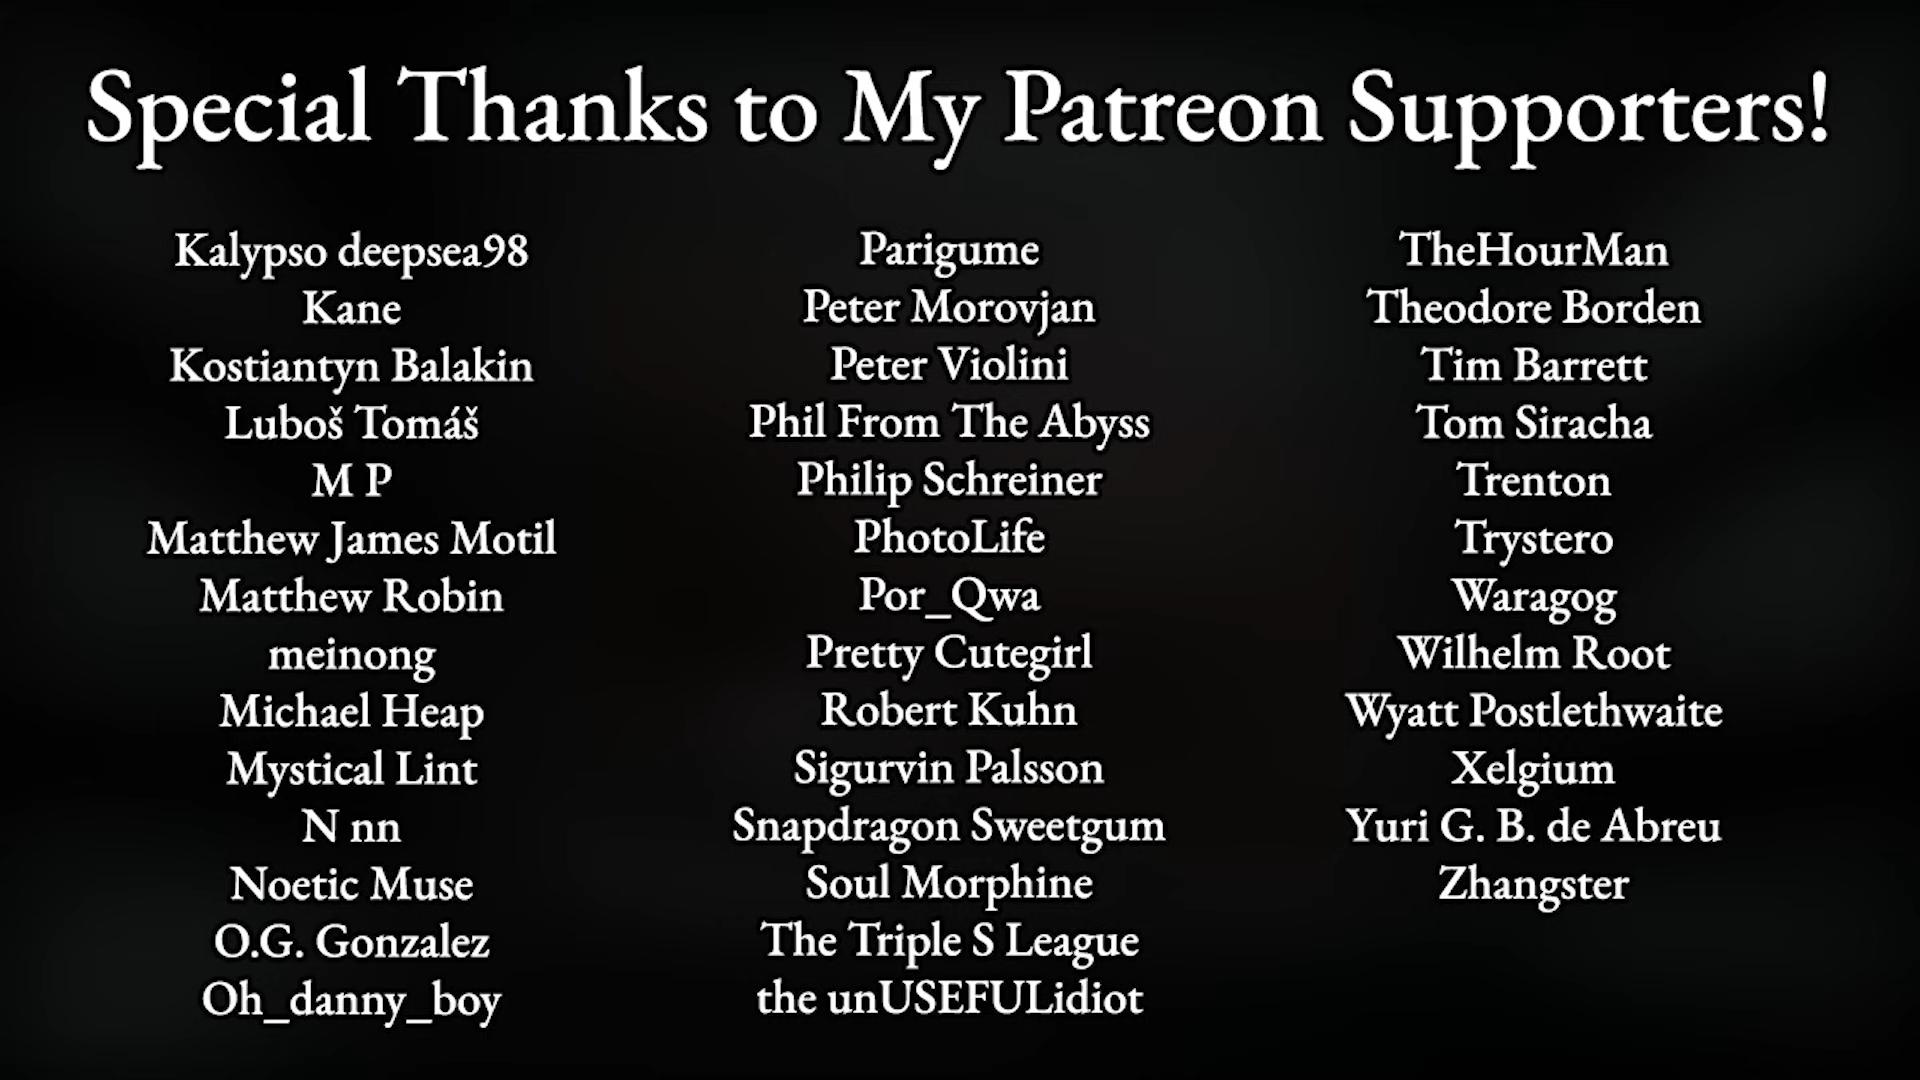 Special Thanks to My Patreon Supporters!
Kalypso deepsea98
Kane
Kostiantyn Balakin
Luboš Tomáš
M P
Matthew James Motil
Matthew Robin
meinong
Michael Heap
Mystical Lint
N nn
Noetic Muse
O.G. Gonzalez
Oh_danny_boy
Parigume
Peter Morovjan
Peter Violini
Phil From The Abyss
Philip Schreiner
PhotoLife
Por_Qwa
Pretty Cutegirl
Robert Kuhn
Sigurvin Palsson
Snapdragon Sweetgum
Soul Morphine
The Triple S League
the unUSEFULidiot
TheHourMan
Theodore Borden
Tim Barrett
Tom Siracha
Trenton
Trystero
Waragog
Wilhelm Root
Wyatt Postlethwaite
Xelgium
Yuri G. B. de Abreu
Zhangster